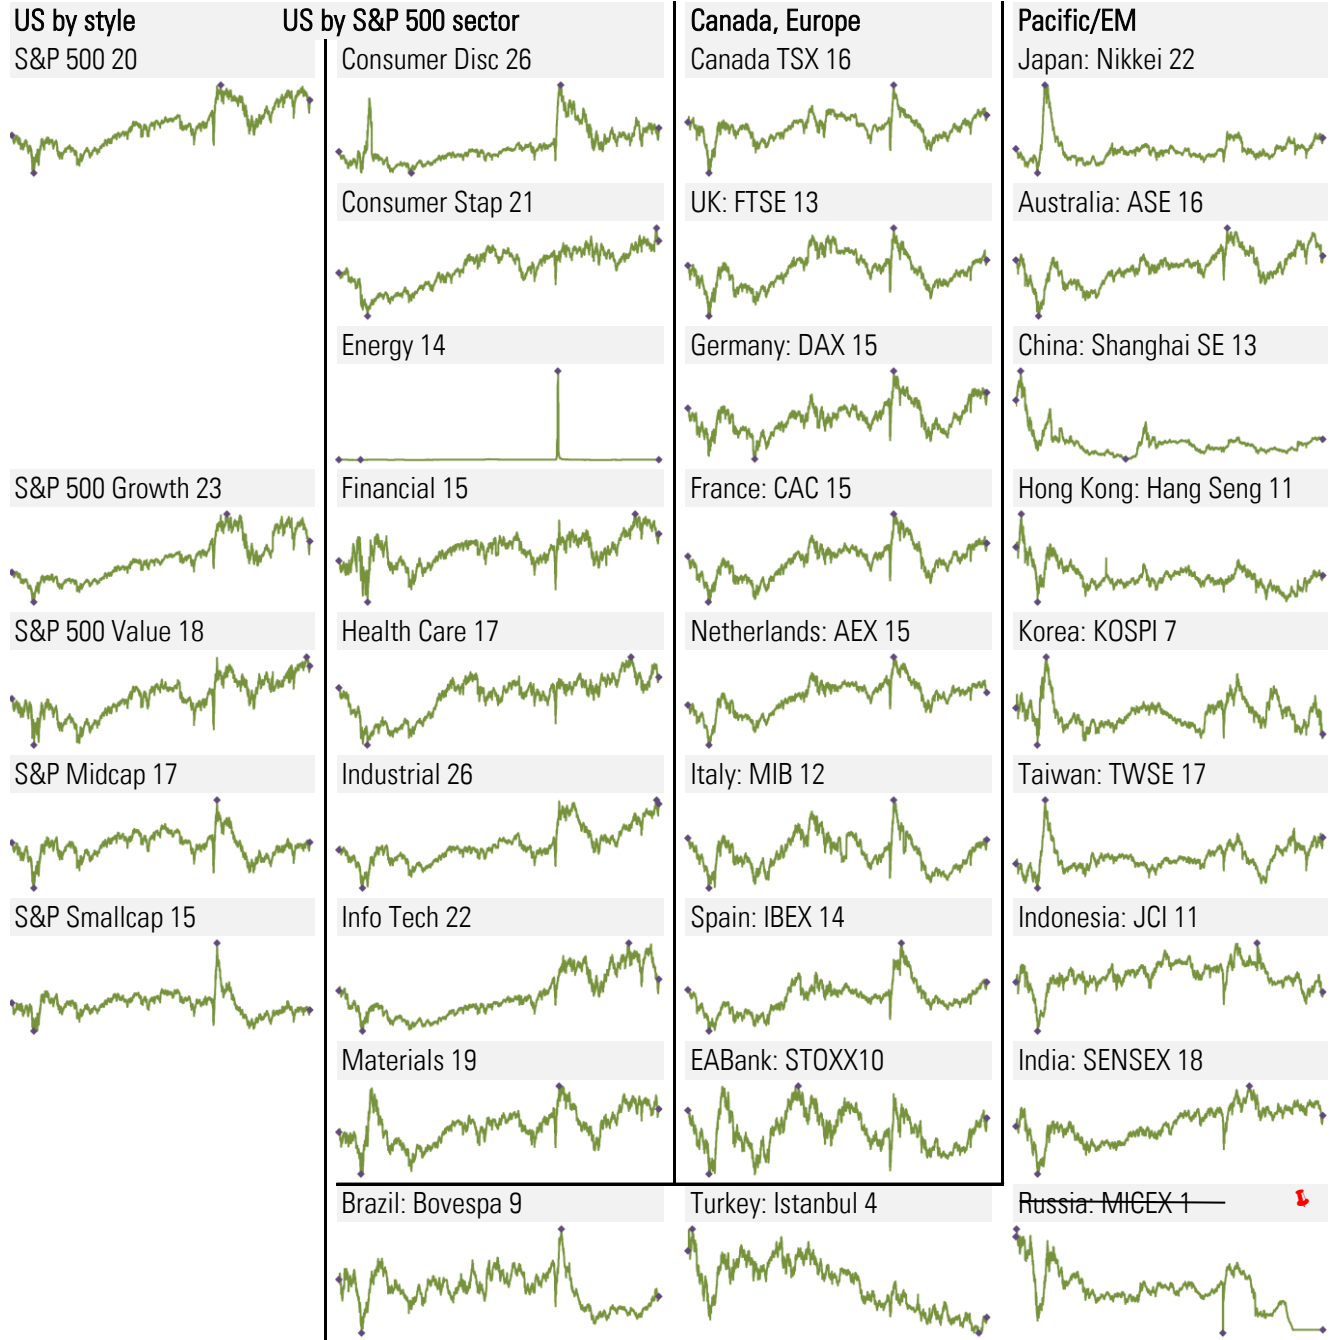 US by style
US by S&P 500 sector
Canada, Europe
Pacific/EM
S&P 500 20
Consumer Disc 26
Canada TSX 16
Japan: Nikkei 22
Consumer Stap 21
UK: FTSE 13
Australia: ASE 16
Energy 14
Germany: DAX 15
China: Shanghai SE 13
S&P 500 Growth 23
Financial 15
France: CAC 15
Hong Kong: Hang Seng 11
S&P 500 Value 18
Health Care 17
Netherlands: AEX 15
Korea: KOSPI 7
S&P Midcap 17
Industrial 26
Italy: MIB 12
Taiwan: TWSE 17
S&P Smallcap 15
Info Tech 22
Spain: IBEX 14
Indonesia: JCI 11
Materials 19
EABank: STOXX10
India: SENSEX 18
Brazil: Bovespa 9
Turkey: Istanbul 4
Russia: MICEX 1